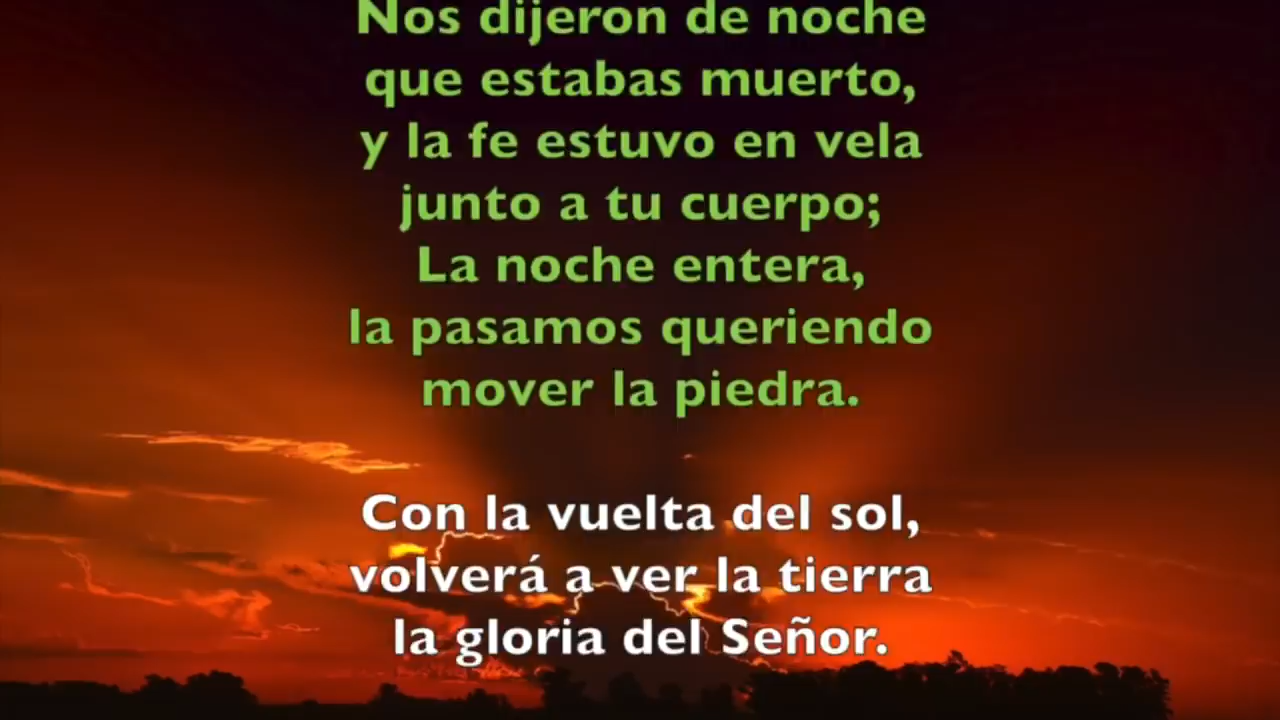 Nos dijeron de noche
que estabas muerto,
y la fe estuvo en vela
junto a tu cuerpo;
La noche entera,
la pasamos queriendo
mover la piedra.
Con la vuelta del sol,
volverá a ver la tierra
la gloria del Señor.